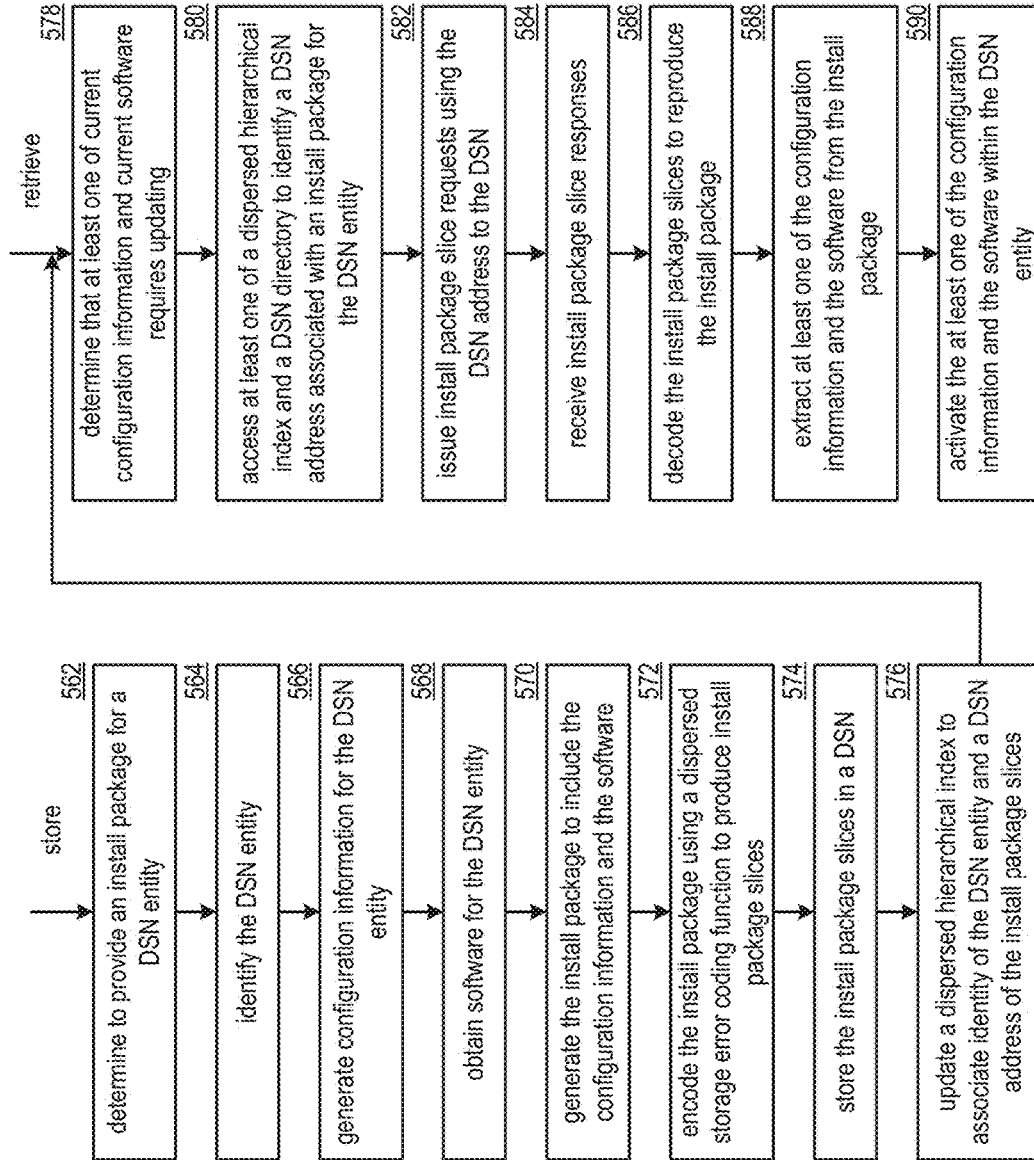 store
562
determine to provide an install package for a
DSN entity
564
identify the DSN entity
566
generate configuration information for the DSN
entity
568
obtain software for the DSN entity
570
generate the install package to include the
configuration information and the software
572
encode the install package using a dispersed
storage error coding function to produce install
package slices
574
store the install package slices in a DSN
576
update a dispersed hierarchical index to
associate identity of the DSN entity and a DSN
address of the install package slices
retrieve
578
determine that at least one of current
configuration information and current software
requires updating
580
access at least one of a dispersed hierarchical
index and a DSN directory to identify a DSN
address associated with an install package for
the DSN entity
582
issue install package slice requests using the
DSN address to the DSN
584
receive install package slice responses
586
decode the install package slices to reproduce
the install package
588
extract at least one of the configuration
information and the software from the install
package
590
activate the at least one of the configuration
information and the software within the DSN
entity